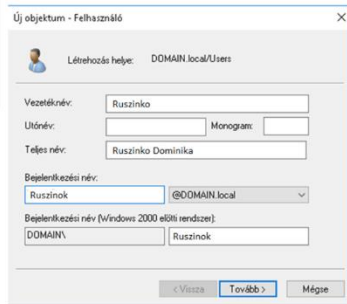 Új objektum - Felhasználó
Létrehozás helye: DOMAIN.local/Users
Vezetéknév: Ruszinko
Utónév: Monogram:
Teljes név: Ruszinko Dominika
Bejelentkezési név:
Ruszinok @DOMAIN.local
Bejelentkezési név (Windows 2000 előtti rendszer):
DOMAIN\ Ruszinok
< Vissza Tovább > Mégse